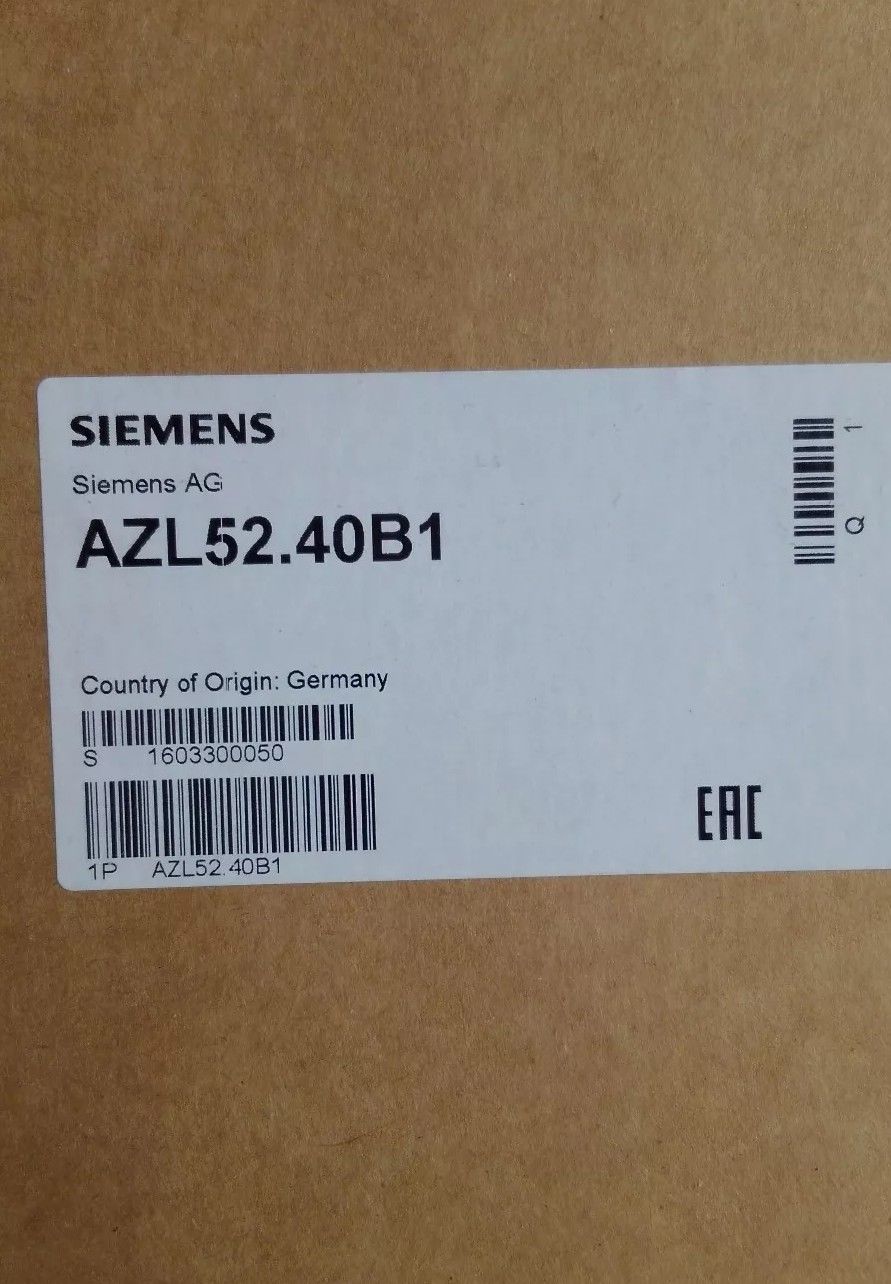 SIEMENS
Siemens AG
AZL52.40B1
Q 1
Country of Origin: Germany
S 1603300050
1P AZL52.40B1
EAC